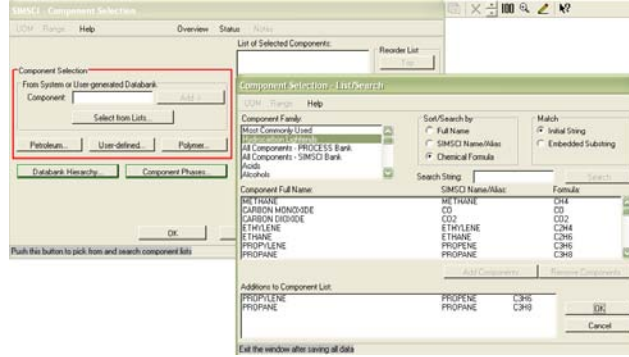 SIMSCI - Component Selection
UOM Range Help Overview Status Notes
List of Selected Components:
Reorder List
Top
Component Selection
From System or User-generated Databank
Component: Add ->
Select from Lists...
Petroleum... User-defined... Polymer...
Databank Hierarchy... Component Phases...
OK
Push this button to pick from and search component lists
Component Selection - List/Search
UOM Range Help
Component Family:
Most Commonly Used
Hydrocarbon Lightends
All Components - PROCESS Bank
All Components - SIMSCI Bank
Acids
Alcohols
Sort/Search by
Full Name
SIMSCI Name/Alias
Chemical Formula
Match
Initial String
Embedded Substring
Search String: Search
Component Full Name: SIMSCI Name/Alias: Formula:
METHANE METHANE CH4
CARBON MONOXIDE CO CO
CARBON DIOXIDE CO2 CO2
ETHYLENE ETHYLENE C2H4
ETHANE ETHANE C2H6
PROPYLENE PROPENE C3H6
PROPANE PROPANE C3H8
Add Components Remove Components
Additions to Component List:
PROPYLENE PROPENE C3H6
PROPANE PROPANE C3H8
OK
Cancel
Exit the window after saving all data